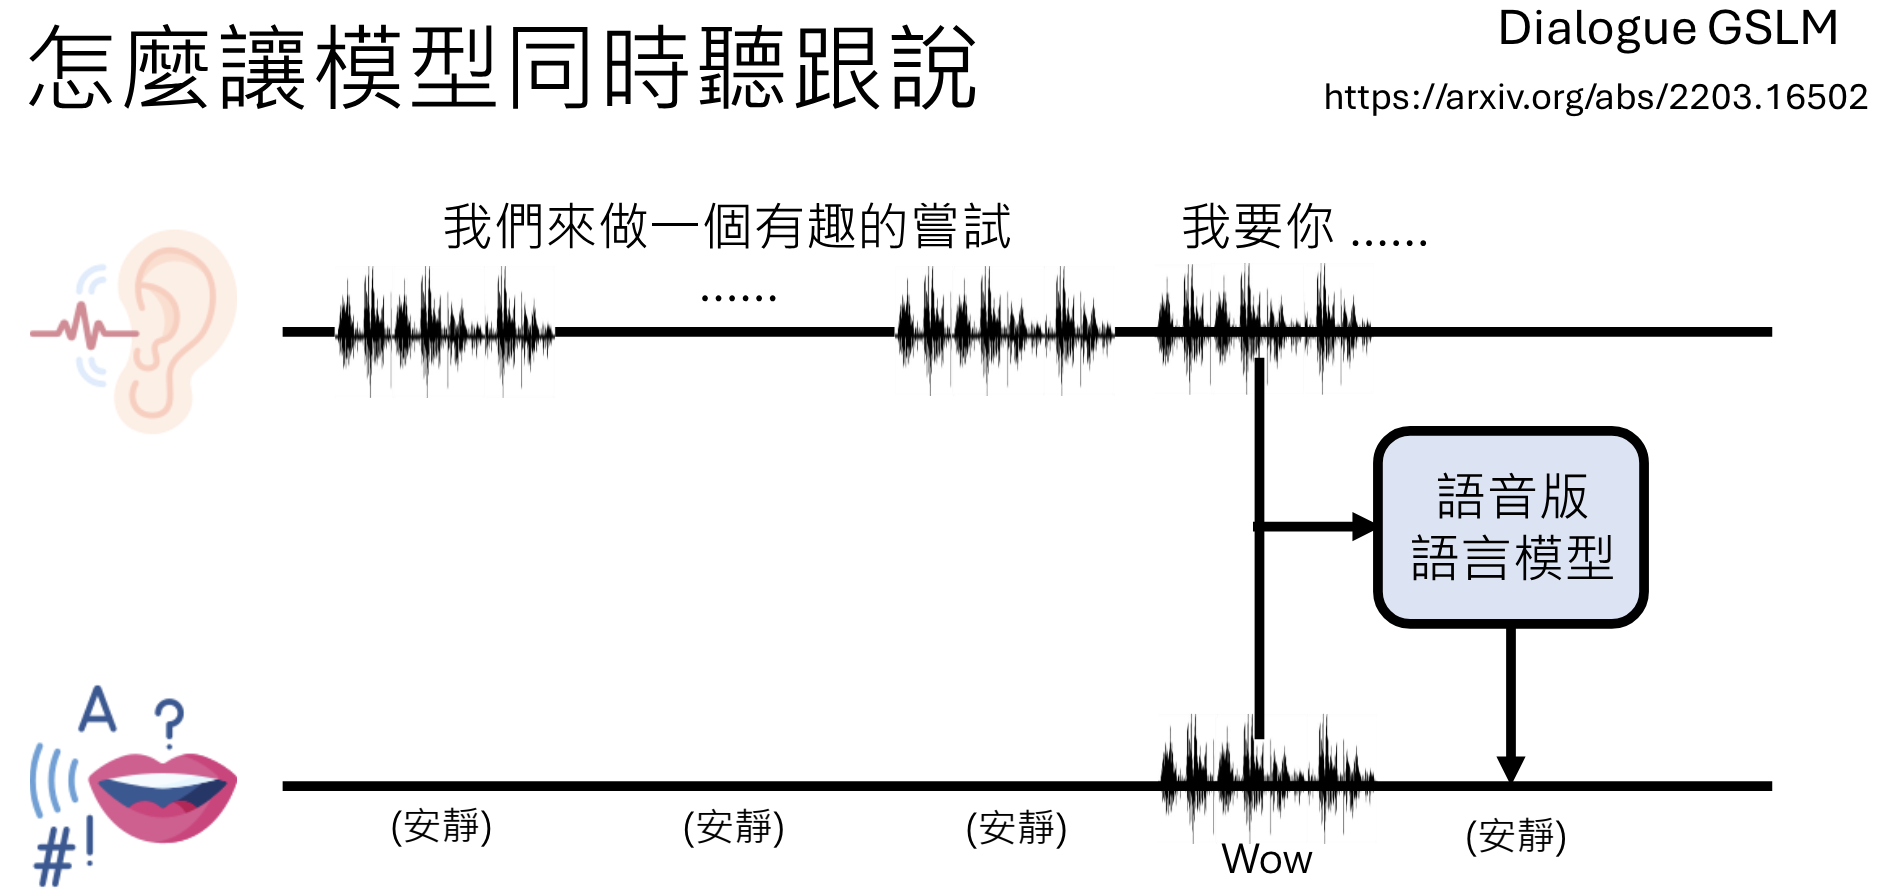 怎麼讓模型同時聽跟說
Dialogue GSLM
https://arxiv.org/abs/2203.16502
我們來做一個有趣的嘗試
我要你 ......
......
語音版
語言模型
A ?
#!
(安靜)
(安靜)
(安靜)
Wow
(安靜)